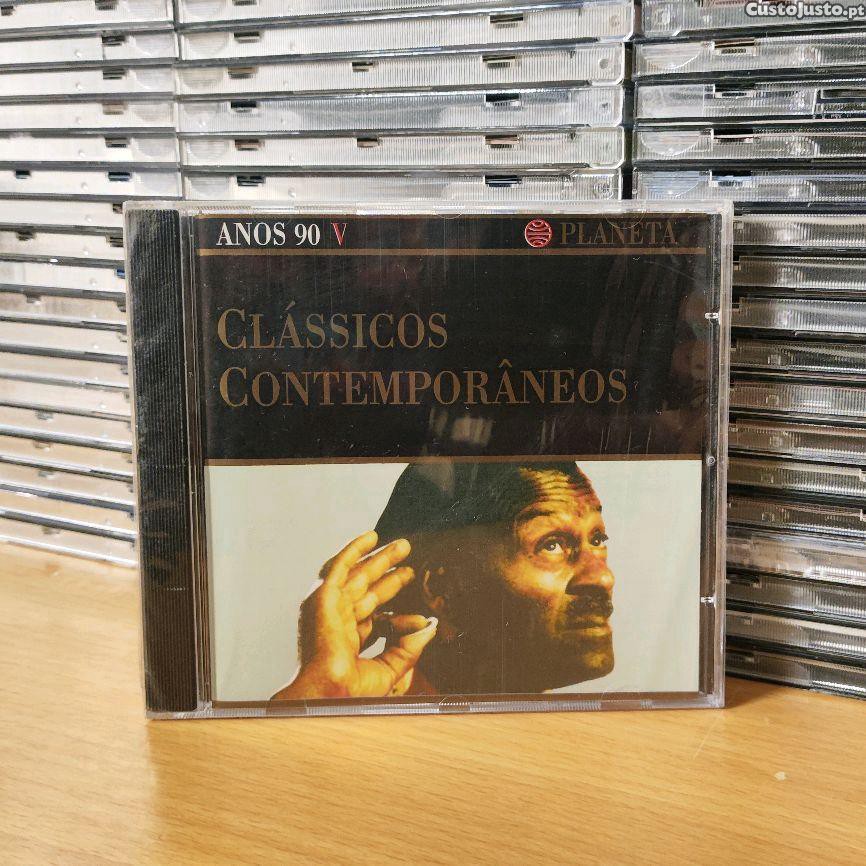 CustoJusto.pt
ANOS 90 V PLANETA
CLÁSSICOS
CONTEMPORÂNEOS